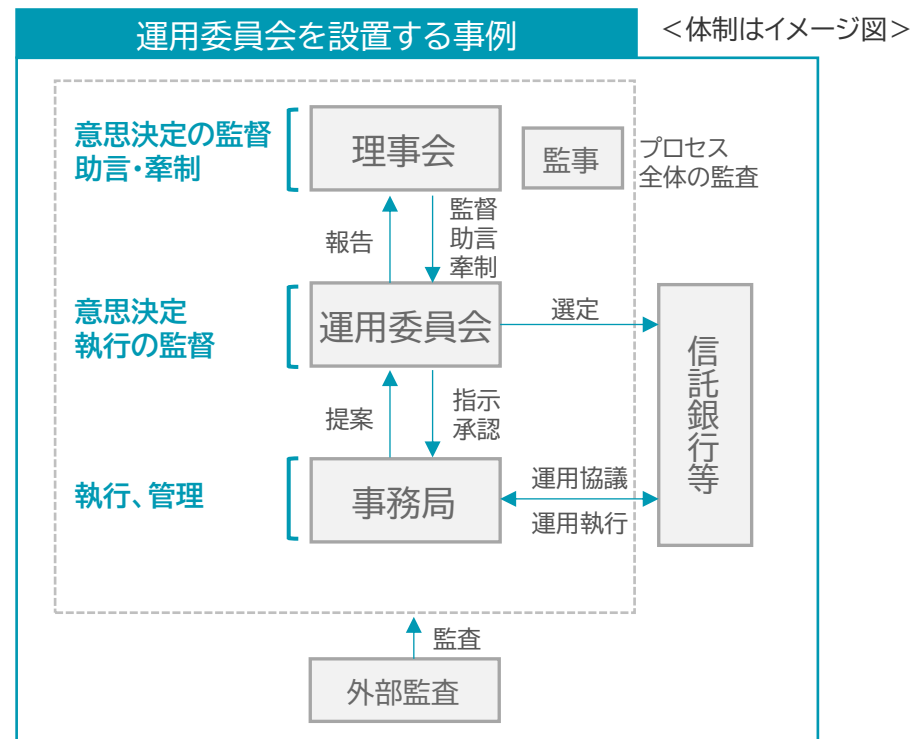 運用委員会を設置する事例
＜体制はイメージ図＞
意思決定の監督
助言・牽制
理事会
監事
プロセス
全体の監査
報告
監督
助言
牽制
意思決定
執行の監督
運用委員会
選定
信託銀行等
提案
指示
承認
執行、管理
事務局
運用協議
運用執行
監査
外部監査